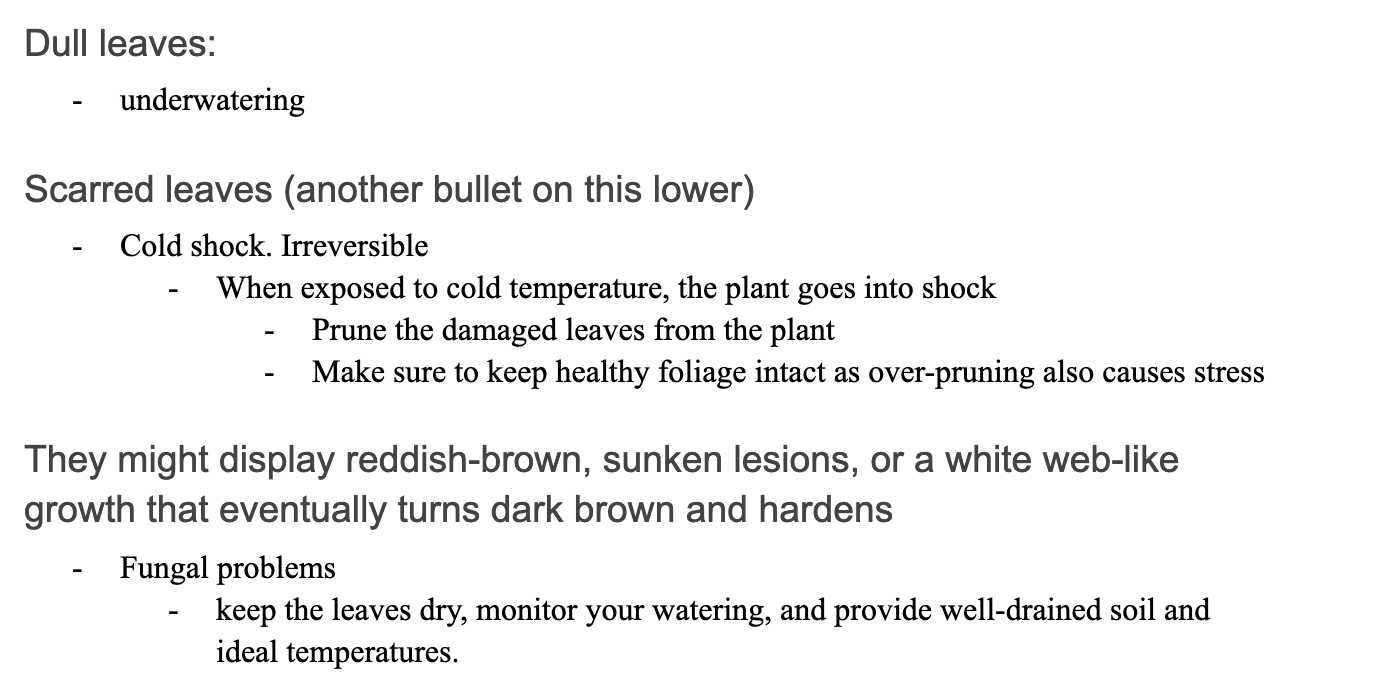 Dull leaves:
- underwatering
Scarred leaves (another bullet on this lower)
- Cold shock. Irreversible
- When exposed to cold temperature, the plant goes into shock
- Prune the damaged leaves from the plant
- Make sure to keep healthy foliage intact as over-pruning also causes stress
They might display reddish-brown, sunken lesions, or a white web-like
growth that eventually turns dark brown and hardens
- Fungal problems
- keep the leaves dry, monitor your watering, and provide well-drained soil and
ideal temperatures.